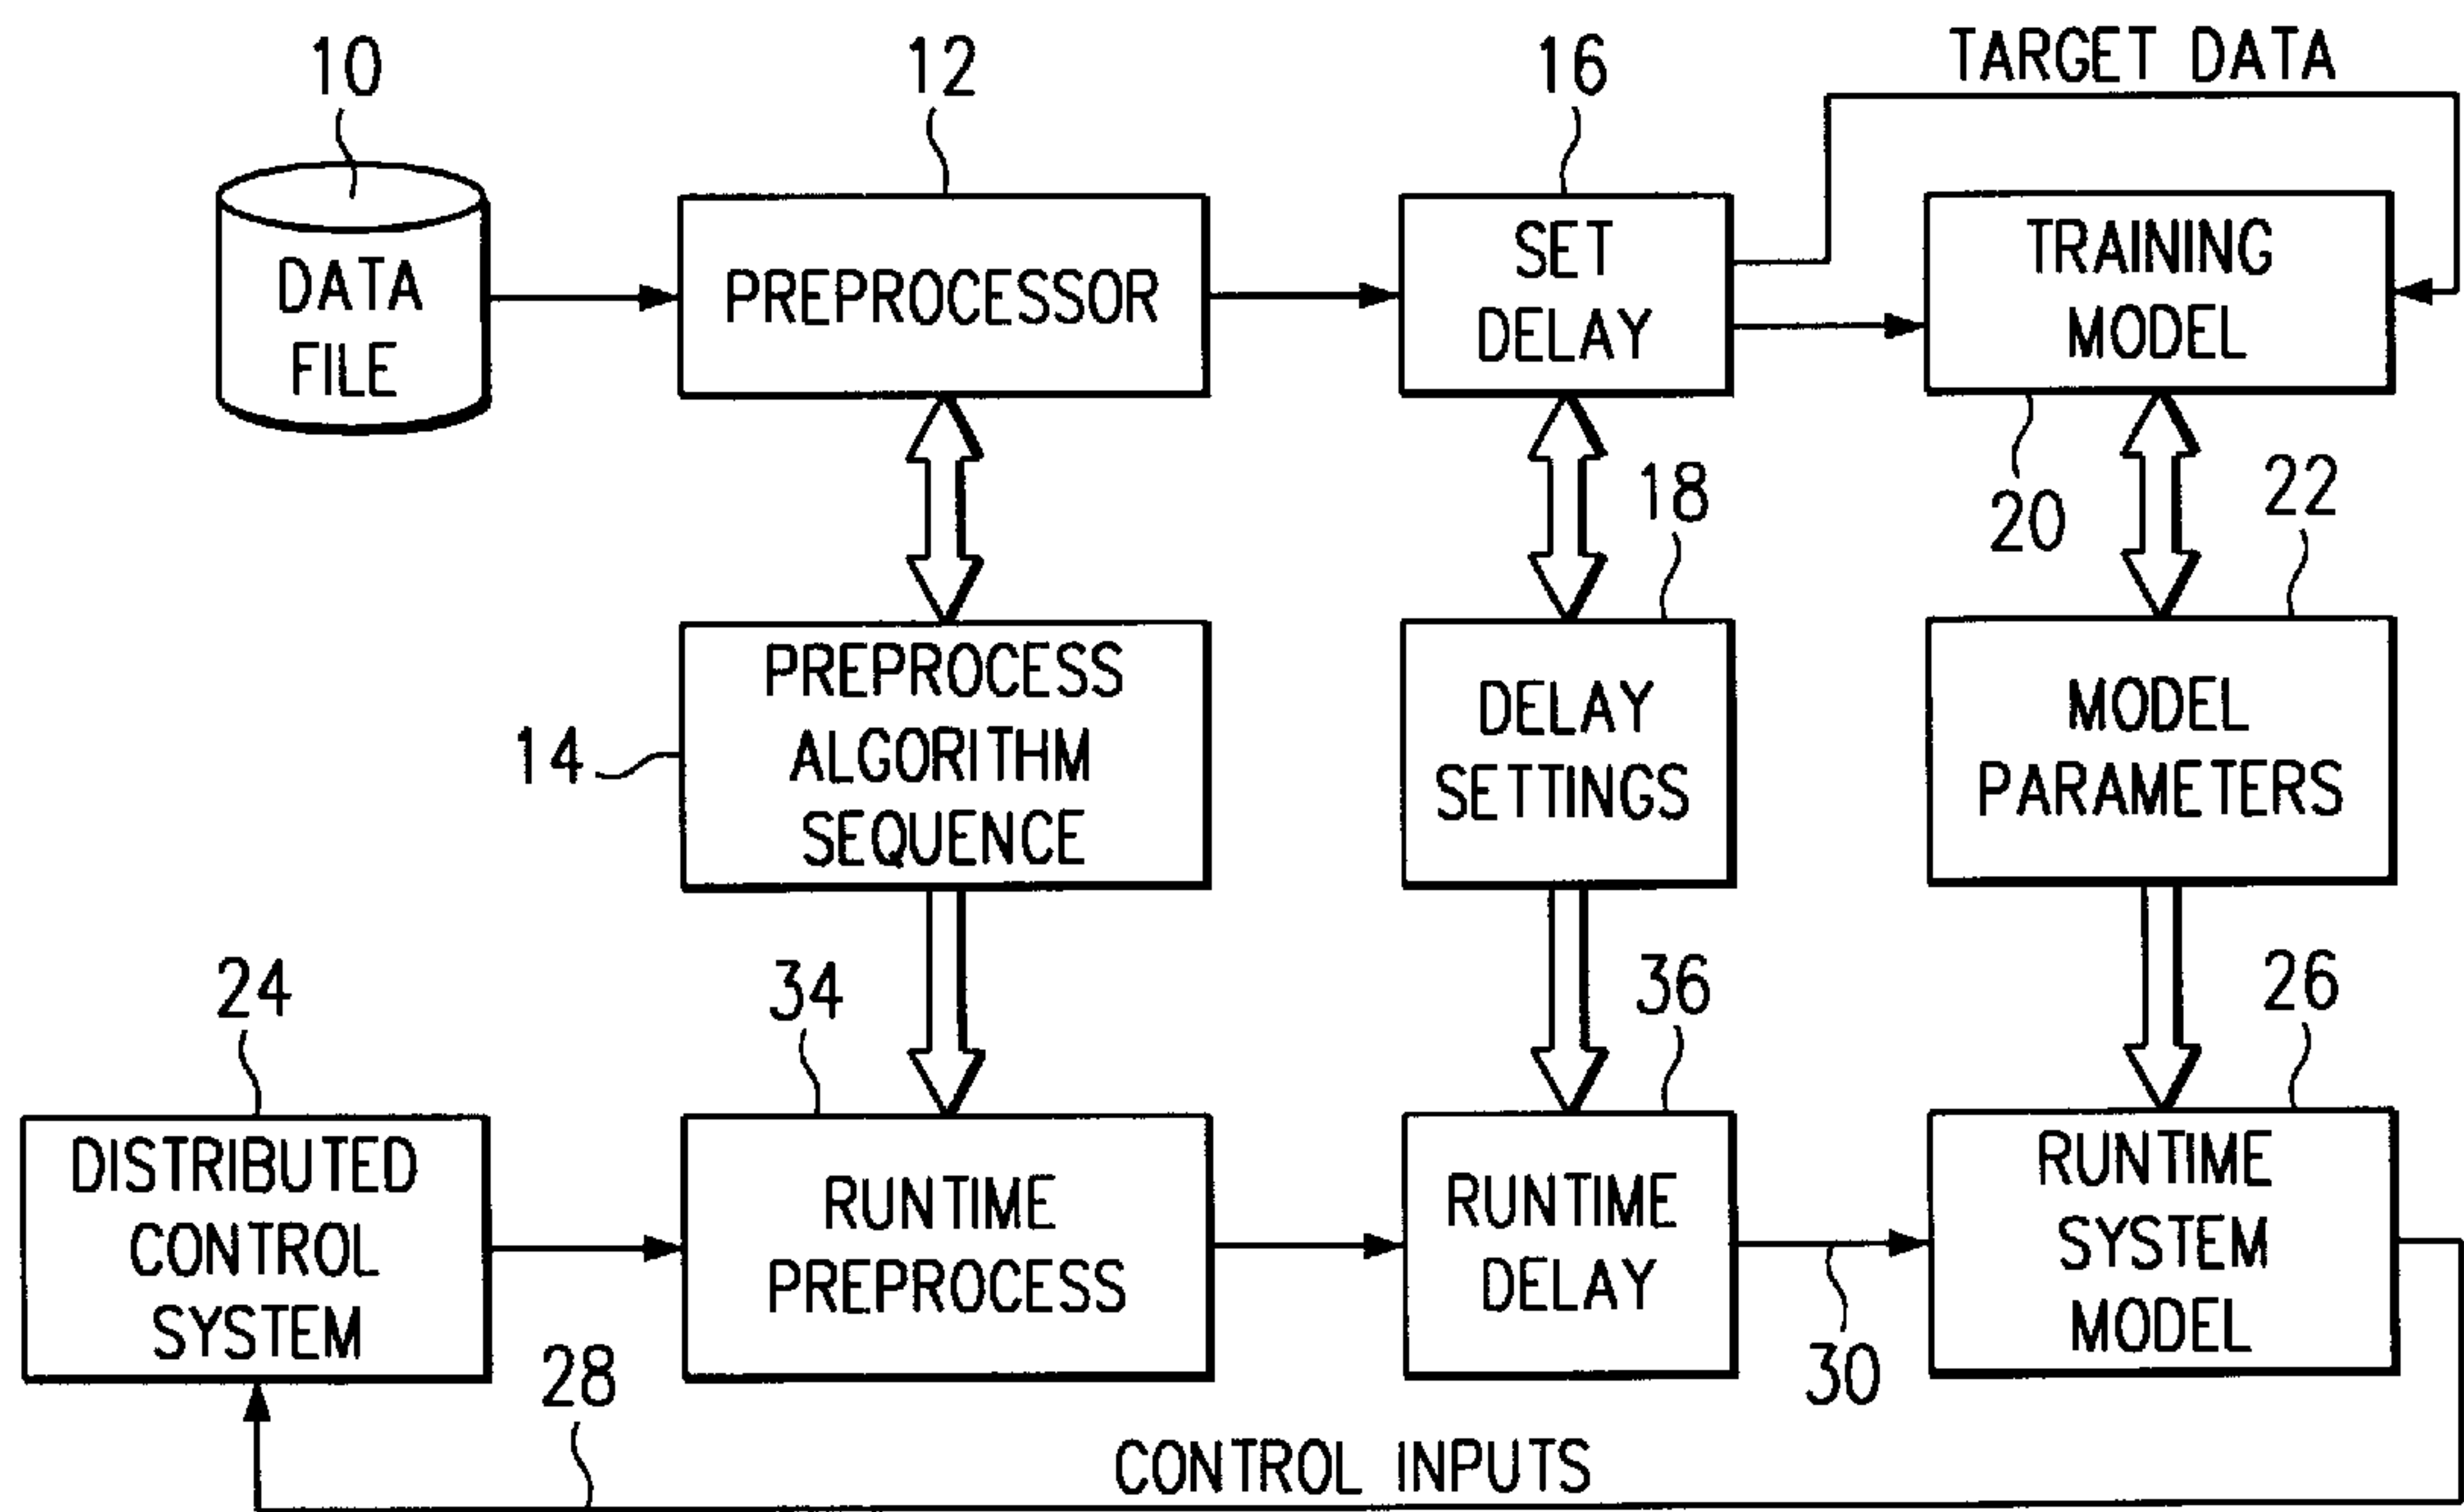 TARGET DATA
10
12
16
DATA
FILE
PREPROCESSOR
SET
DELAY
TRAINING
MODEL
18
20
22
PREPROCESS
ALGORITHM
SEQUENCE
14
DELAY
SETTINGS
MODEL
PARAMETERS
24
34
36
26
DISTRIBUTED
CONTROL
SYSTEM
RUNTIME
PREPROCESS
RUNTIME
DELAY
RUNTIME
SYSTEM
MODEL
28
30
CONTROL INPUTS